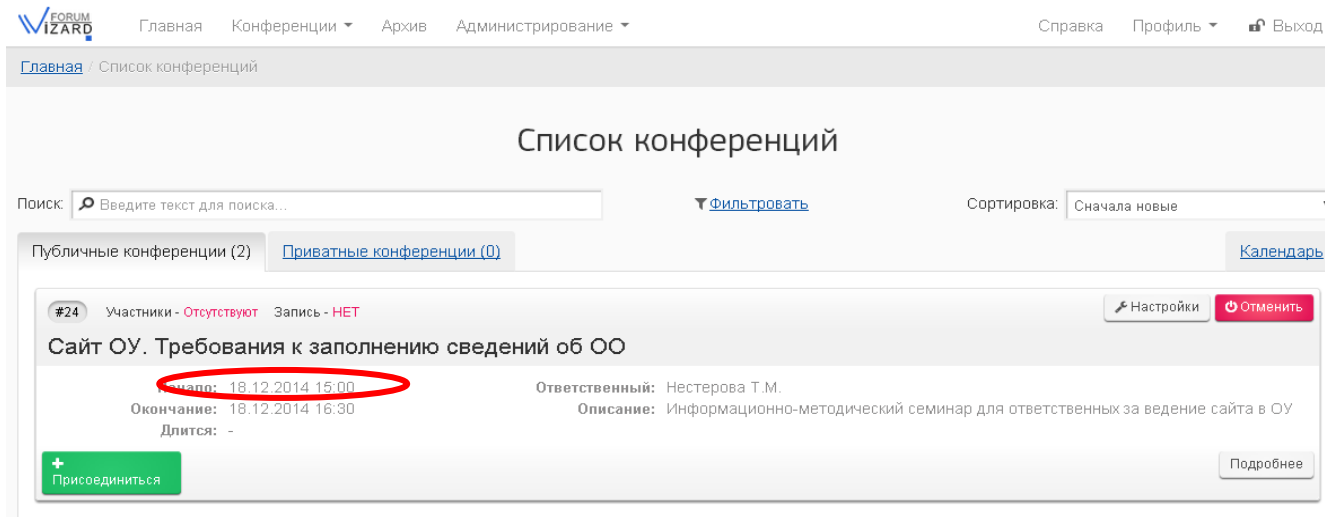 FORUM
WIZARD Главная Конференции Архив Администрирование Справка Профиль Выход
Главная / Список конференций
Список конференций
Поиск: Введите текст для поиска... Фильтровать Сортировка: Сначала новые
Публичные конференции (2) Приватные конференции (0) Календарь
#24 Участники - Отсутствуют Запись - НЕТ Настройки Отменить
Сайт ОУ. Требования к заполнению сведений об ОО
Начало: 18.12.2014 15:00 Ответственный: Нестерова Т.М.
Окончание: 18.12.2014 16:30 Описание: Информационно-методический семинар для ответственных за ведение сайта в ОУ
Длится: -
Присоединиться Подробнее